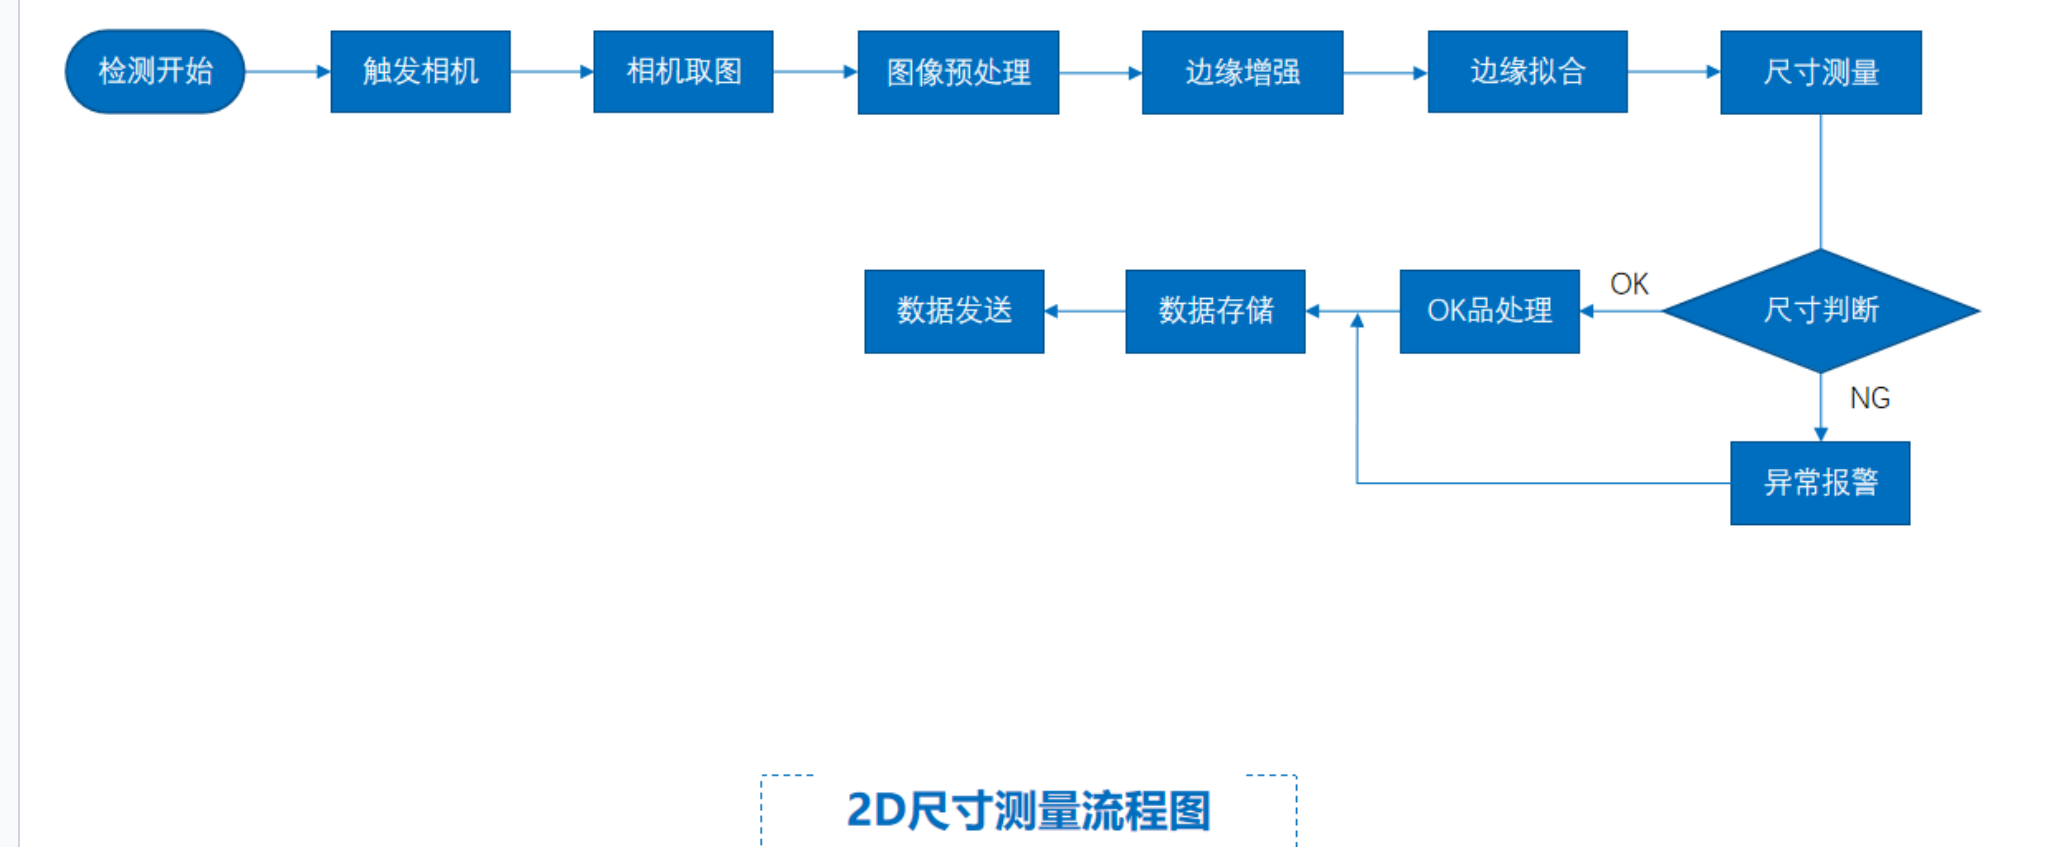 检测开始
触发相机
相机取图
图像预处理
边缘增强
边缘拟合
尺寸测量
数据发送
数据存储
OK品处理
OK
尺寸判断
NG
异常报警
2D尺寸测量流程图